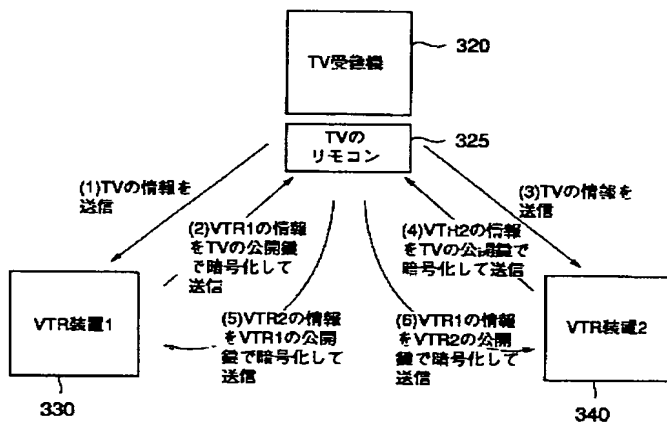 TV受信機
320
TVの
リモコン
325
(1)TVの情報を
送信
(2)VTR1の情報
をTVの公開鍵
で暗号化して
送信
(3)TVの情報を
送信
(4)VTR2の情報
をTVの公開鍵で
暗号化して送信
VTR装置1
(5)VTR2の情報
をVTR1の公開
鍵で暗号化して
送信
(6)VTR1の情報
をVTR2の公開
鍵で暗号化して
送信
VTR装置2
330
340